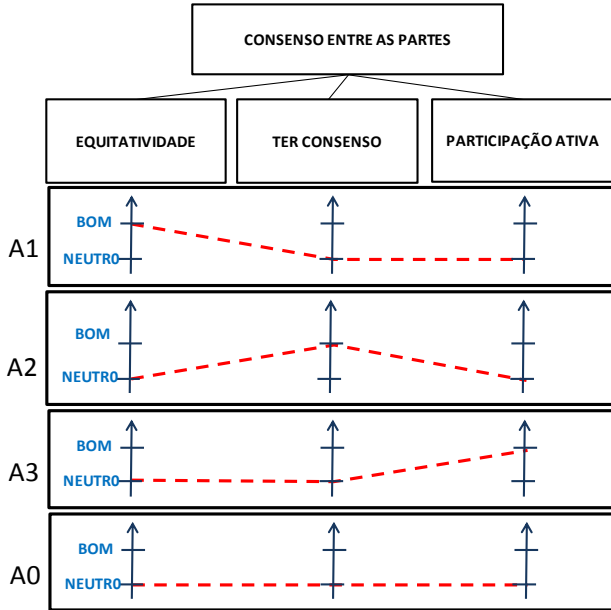 CONSENSO ENTRE AS PARTES
EQUITATIVIDADE
TER CONSENSO
PARTICIPAÇÃO ATIVA
A1
BOM
NEUTR0
A2
BOM
NEUTR0
A3
BOM
NEUTR0
A0
BOM
NEUTR0